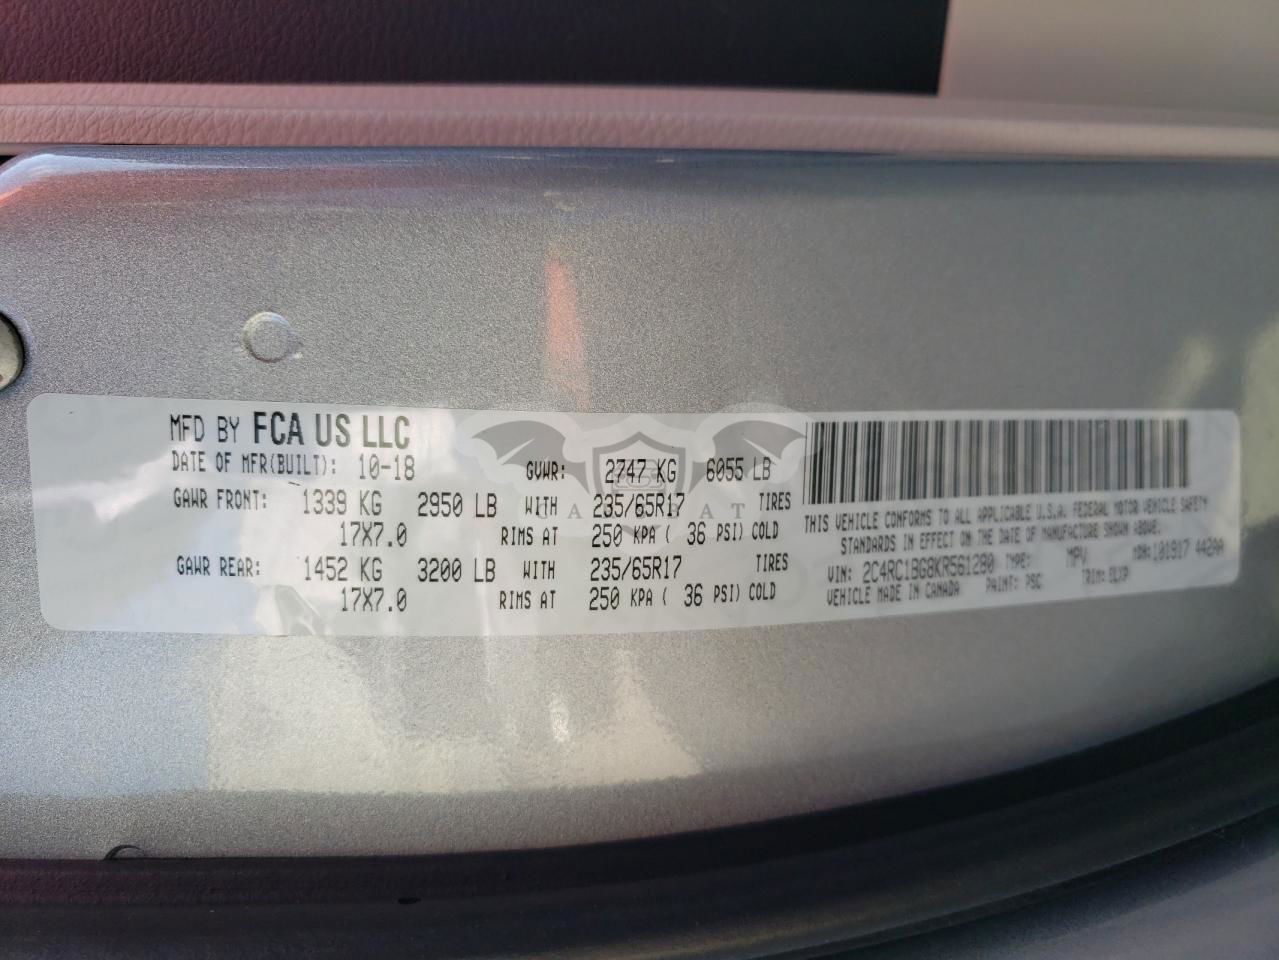 MFD BY FCA US LLC
DATE OF MFR(BUILT): 10-18 GVWR: 2747 KG 6055 LB
GAWR FRONT: 1339 KG 2950 LB WITH 235/65R17 TIRES
17X7.0 RIMS AT 250 KPA ( 36 PSI) COLD
GAWR REAR: 1452 KG 3200 LB WITH 235/65R17 TIRES
17X7.0 RIMS AT 250 KPA ( 36 PSI) COLD
THIS VEHICLE CONFORMS TO ALL APPLICABLE U.S.A. FEDERAL MOTOR VEHICLE SAFETY
STANDARDS IN EFFECT ON THE DATE OF MANUFACTURE SHOWN ABOVE.
VIN: 2C4RC1BG8KR561280 TYPE: MPV MDH: 101917 442AA
VEHICLE MADE IN CANADA PAINT: PSC TRIM: